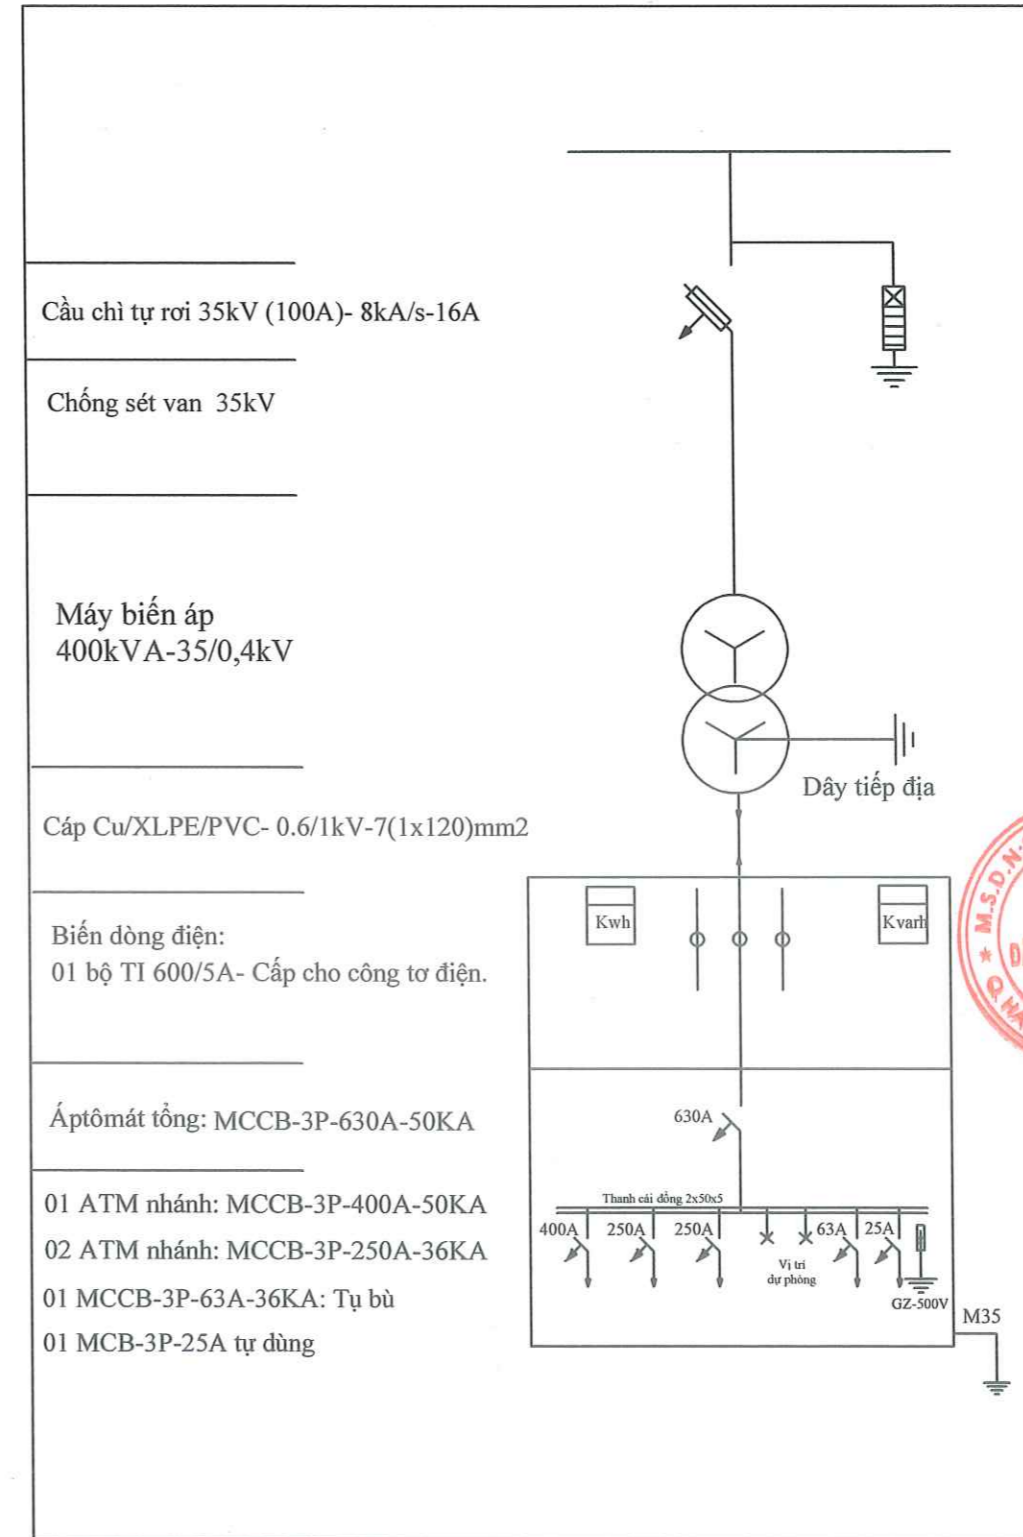 Cầu chì tự rơi 35kV (100A)- 8kA/s-16A
Chống sét van 35kV
Máy biến áp
400kVA-35/0,4kV
Dây tiếp địa
Cáp Cu/XLPE/PVC- 0.6/1kV-7(1x120)mm2
Biến dòng điện:
01 bộ TI 600/5A- Cấp cho công tơ điện.
Kwh
Kvarh
★ M.S.D.N
Áptômát tổng: MCCB-3P-630A-50KA
630A
01 ATM nhánh: MCCB-3P-400A-50KA
02 ATM nhánh: MCCB-3P-250A-36KA
01 MCCB-3P-63A-36KA: Tụ bù
01 MCB-3P-25A tự dùng
Thanh cái đồng 2x50x5
400A
250A
250A
63A
25A
Vị trí
dự phòng
GZ-500V
M35